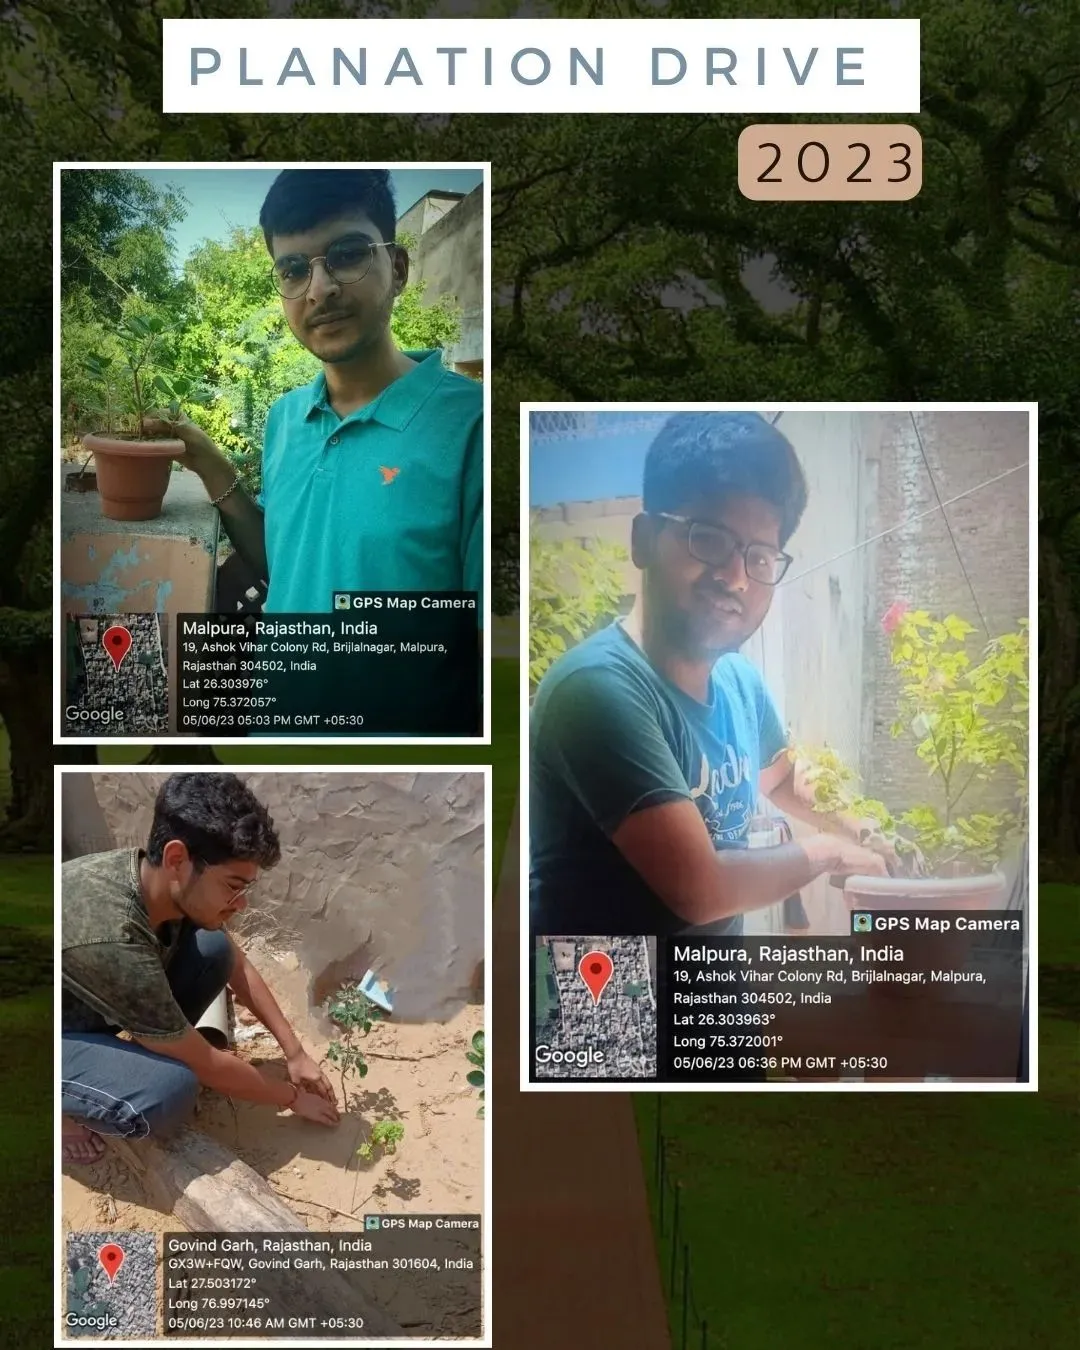 PLANATION DRIVE
2023
GPS Map Camera
Malpura, Rajasthan, India
19, Ashok Vihar Colony Rd, Brijlalnagar, Malpura,
Rajasthan 304502, India
Lat 26.303976°
Long 75.372057°
05/06/23 05:03 PM GMT +05:30
Google
GPS Map Camera
Malpura, Rajasthan, India
19, Ashok Vihar Colony Rd, Brijlalnagar, Malpura,
Rajasthan 304502, India
Lat 26.303963°
Long 75.372001°
05/06/23 06:36 PM GMT +05:30
Google
GPS Map Camera
Govind Garh, Rajasthan, India
GX3W+FQW, Govind Garh, Rajasthan 301604, India
Lat 27.503172°
Long 76.997145°
05/06/23 10:46 AM GMT +05:30
Google